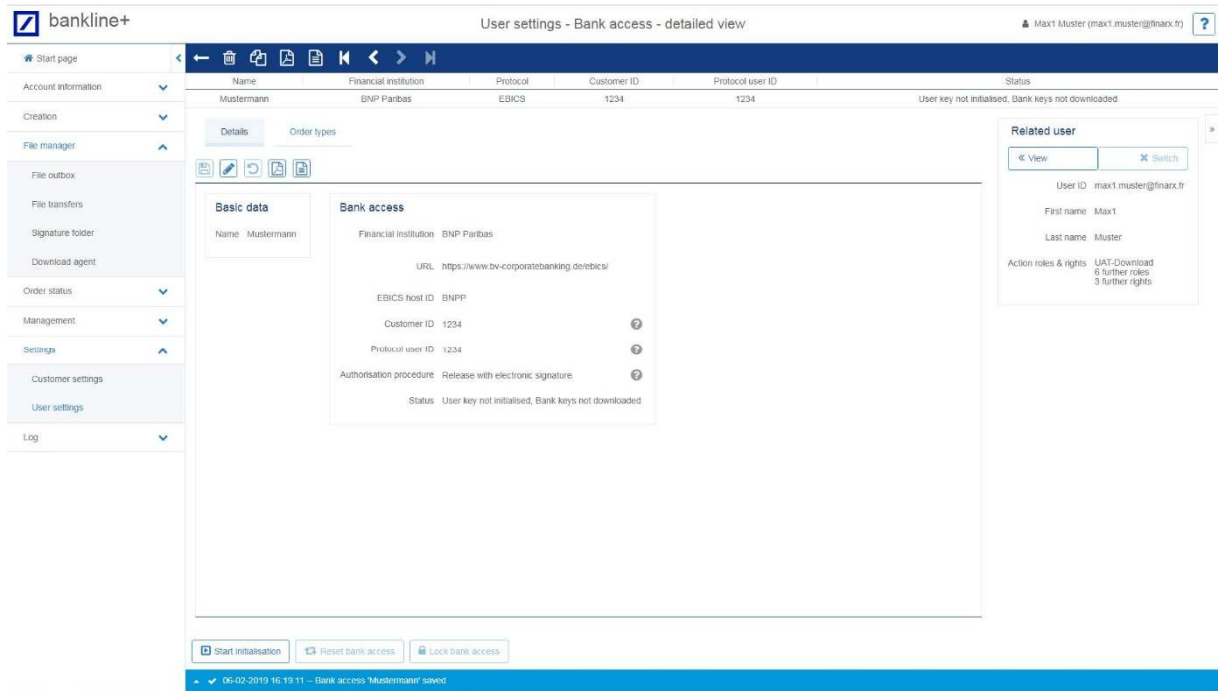 bankline+
User settings - Bank access - detailed view
Max1 Muster (max1.muster@finarx.fr) ?
Start page
Account information
Creation
File manager
File outbox
File transfers
Signature folder
Download agent
Order status
Management
Settings
Customer settings
User settings
Log
Name Financial institution Protocol Customer ID Protocol user ID Status
Mustermann BNP Paribas EBICS 1234 1234 User key not initialised, Bank keys not downloaded
Details Order types
Basic data
Name Mustermann
Bank access
Financial institution BNP Paribas
URL https://www.bv-corporatebanking.de/ebics/
EBICS host ID BNPP
Customer ID 1234 ?
Protocol user ID 1234 ?
Authorisation procedure Release with electronic signature ?
Status User key not initialised, Bank keys not downloaded
Related user
« View Switch
User ID max1.muster@finarx.fr
First name Max1
Last name Muster
Action roles & rights UAT-Download
6 further roles
3 further rights
Start initialisation Reset bank access Lock bank access
06-02-2019 16:19:11 – Bank access 'Mustermann' saved